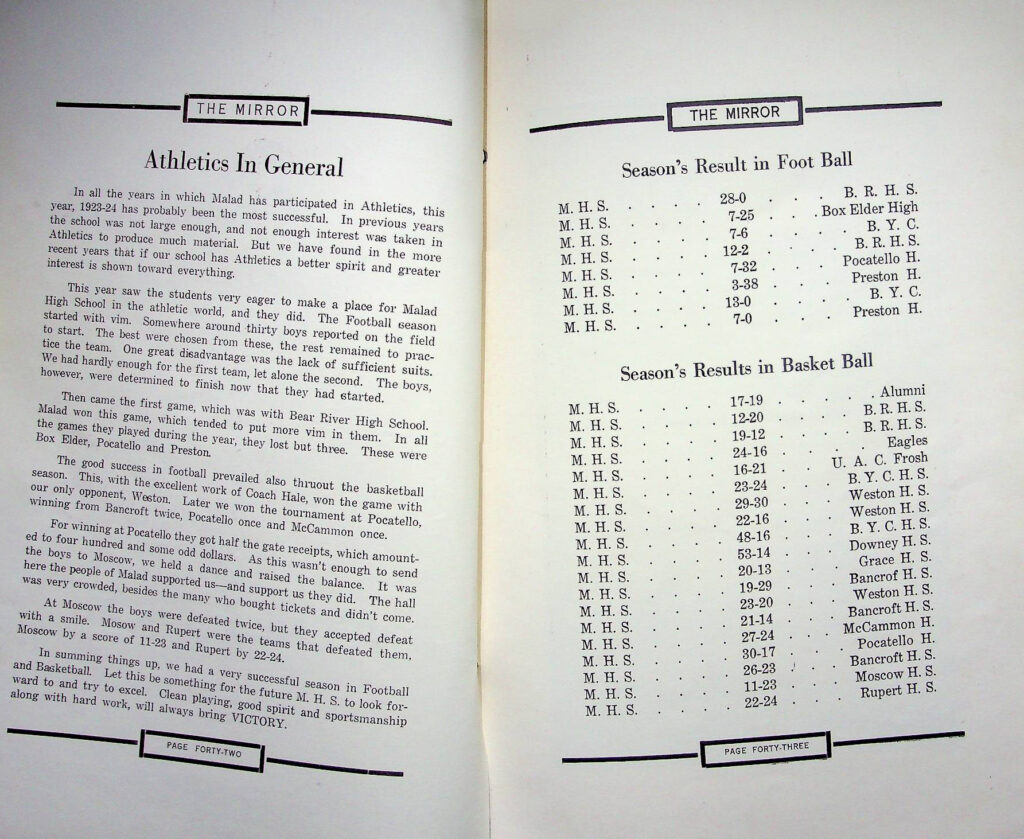 THE MIRROR
Athletics In General
In all the years in which Malad has participated in Athletics, this
year, 1923-24 has probably been the most successful. In previous years
the school was not large enough, and not enough interest was taken in
Athletics to produce much material. But we have found in the more
recent years that if our school has Athletics a better spirit and greater
interest is shown toward everything.
This year saw the students very eager to make a place for Malad
High School in the athletic world, and they did. The Football season
started with vim. Somewhere around thirty boys reported on the field
to start. The best were chosen from these, the rest remained to prac-
tice the team. One great disadvantage was the lack of sufficient suits.
We had hardly enough for the first team, let alone the second. The boys,
however, were determined to finish now that they had started.
Then came the first game, which was with Bear River High School.
Malad won this game, which tended to put more vim in them. In all
the games they played during the year, they lost but three. These were
Box Elder, Pocatello and Preston.
The good success in football prevailed also thruout the basketball
season. This, with the excellent work of Coach Hale, won the game with
our only opponent, Weston. Later we won the tournament at Pocatello,
winning from Bancroft twice, Pocatello once and McCammon once.
For winning at Pocatello they got half the gate receipts, which amount-
ed to four hundred and some odd dollars. As this wasn't enough to send
the boys to Moscow, we held a dance and raised the balance. It was
here the people of Malad supported us—and support us they did. The hall
was very crowded, besides the many who bought tickets and didn't come.
At Moscow the boys were defeated twice, but they accepted defeat
with a smile. Mosow and Rupert were the teams that defeated them.
Moscow by a score of 11-23 and Rupert by 22-24.
In summing things up, we had a very successful season in Football
and Basketball. Let this be something for the future M. H. S. to look for-
ward to and try to excel. Clean playing, good spirit and sportsmanship
along with hard work, will always bring VICTORY.
PAGE FORTY-TWO
THE MIRROR
Season's Result in Foot Ball
M. H. S. . . . . 28-0 . . . B. R. H. S.
M. H. S. . . . . 7-25 . . . Box Elder High
M. H. S. . . . . 7-6 . . . B. Y. C.
M. H. S. . . . . 12-2 . . . B. R. H. S.
M. H. S. . . . . 7-32 . . . Pocatello H.
M. H. S. . . . . 3-38 . . . Preston H.
M. H. S. . . . . 13-0 . . . B. Y. C.
M. H. S. . . . . 7-0 . . . Preston H.
Season's Results in Basket Ball
M. H. S. . . . . 17-19 . . . . . Alumni
M. H. S. . . . . 12-20 . . . . B. R. H. S.
M. H. S. . . . . 19-12 . . . . B. R. H. S.
M. H. S. . . . . 24-16 . . . . Eagles
M. H. S. . . . . 16-21 . . . U. A. C. Frosh
M. H. S. . . . . 23-24 . . . B. Y. C. H. S.
M. H. S. . . . . 29-30 . . . Weston H. S.
M. H. S. . . . . 22-16 . . . Weston H. S.
M. H. S. . . . . 48-16 . . . B. Y. C. H. S.
M. H. S. . . . . 53-14 . . . Downey H. S.
M. H. S. . . . . 20-13 . . . Grace H. S.
M. H. S. . . . . 19-29 . . . Bancrof H. S.
M. H. S. . . . . 23-20 . . . Weston H. S.
M. H. S. . . . . 21-14 . . . Bancroft H. S.
M. H. S. . . . . 27-24 . . . McCammon H.
M. H. S. . . . . 30-17 . . . Pocatello H.
M. H. S. . . . . 26-23 . . . Bancroft H. S.
M. H. S. . . . . 11-23 . . . Moscow H. S.
M. H. S. . . . . 22-24 . . . Rupert H. S.
PAGE FORTY-THREE